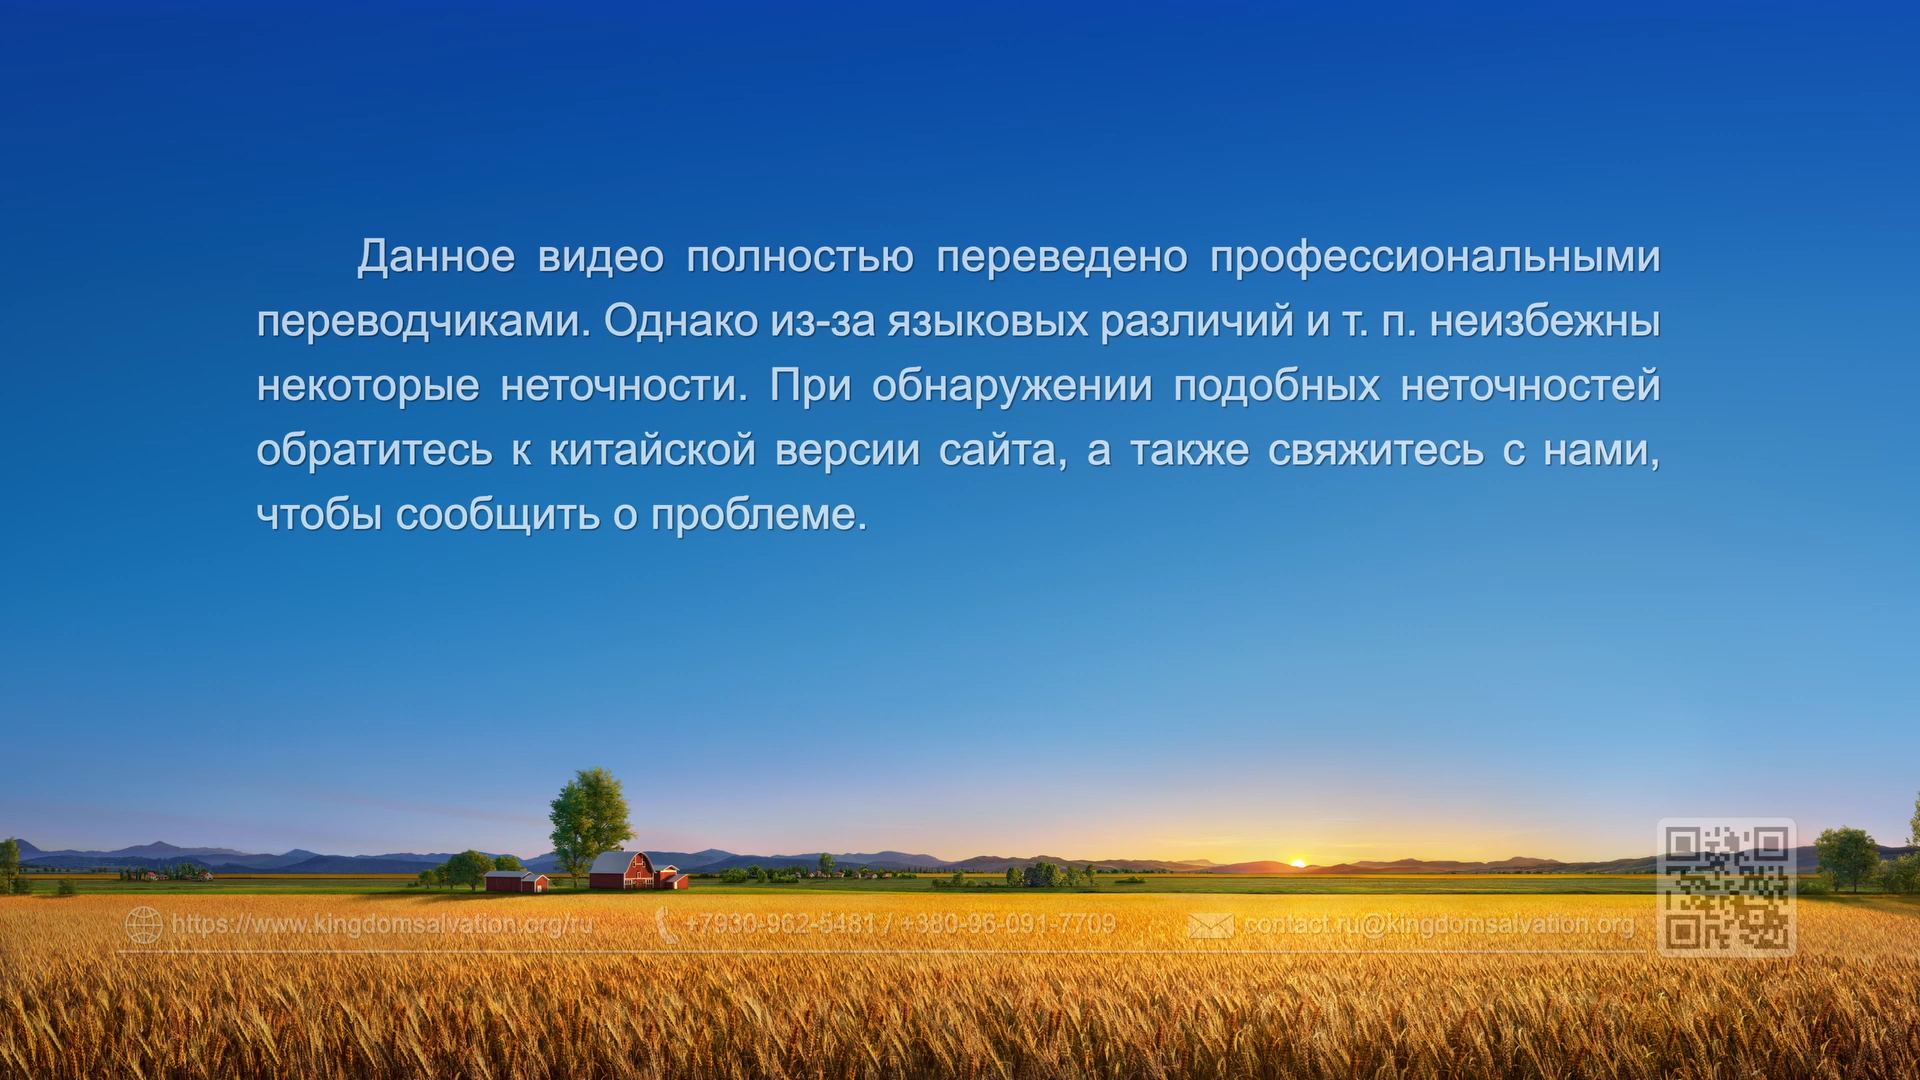 Данное видео полностью переведено профессиональными
переводчиками. Однако из-за языковых различий и т. п. неизбежны
некоторые неточности. При обнаружении подобных неточностей
обратитесь к китайской версии сайта, а также свяжитесь с нами,
чтобы сообщить о проблеме.
https://www.kingdomsalvation.org/ru +7930-962-5481 / +380-96-091-7709 contact.ru@kingdomsalvation.org